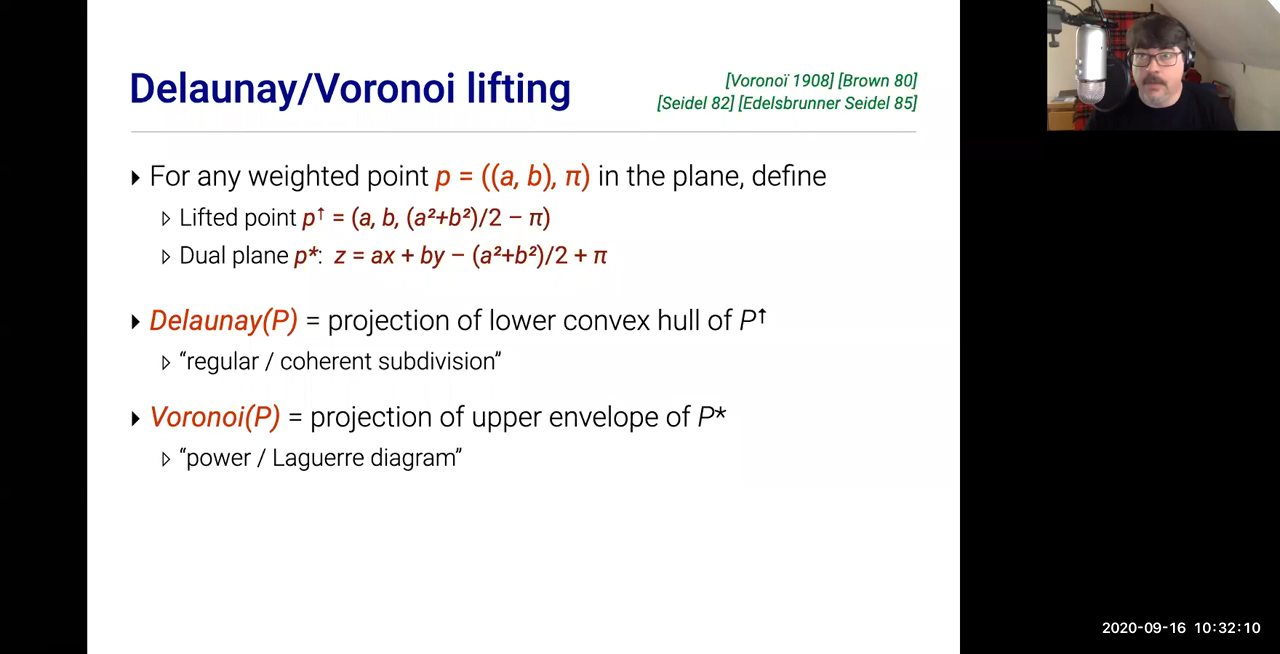 Delaunay/Voronoi lifting
[Voronoï 1908] [Brown 80]
[Seidel 82] [Edelsbrunner Seidel 85]
‣ For any weighted point p = ((a, b), π) in the plane, define
▹ Lifted point p↑ = (a, b, (a²+b²)/2 − π)
▹ Dual plane p*: z = ax + by − (a²+b²)/2 + π
‣ Delaunay(P) = projection of lower convex hull of P↑
▹ “regular / coherent subdivision”
‣ Voronoi(P) = projection of upper envelope of P*
▹ “power / Laguerre diagram”
2020-09-16 10:32:10